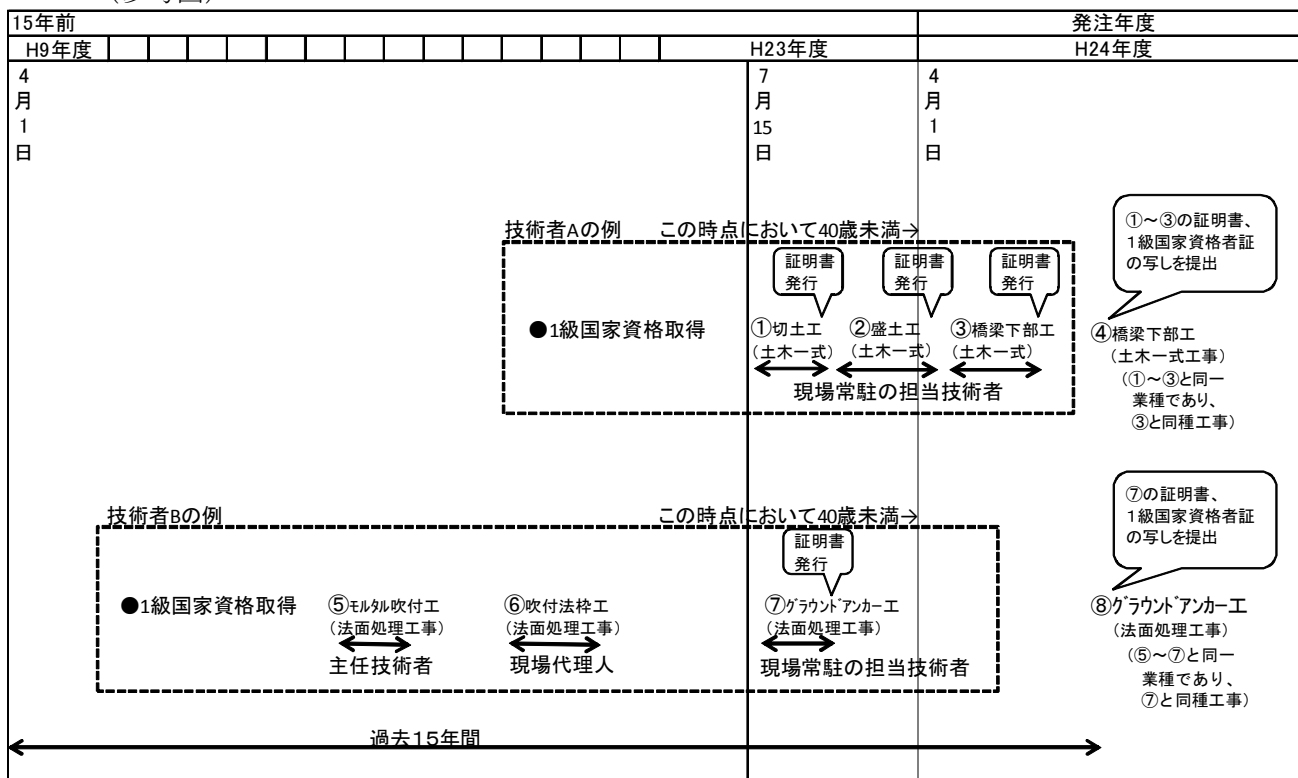 (参考図)
15年前
発注年度
H9年度
H23年度
H24年度
4月1日
7月15日
4月1日
技術者Aの例
この時点において40歳未満→
証明書
発行
証明書
発行
証明書
発行
①~③の証明書、
1級国家資格者証
の写しを提出
●1級国家資格取得
①切土工
(土木一式)
②盛土工
(土木一式)
③橋梁下部工
(土木一式)
現場常駐の担当技術者
④橋梁下部工
(土木一式工事)
(①~③と同一
業種であり、
③と同種工事)
技術者Bの例
この時点において40歳未満→
証明書
発行
⑦の証明書、
1級国家資格者証
の写しを提出
●1級国家資格取得
⑤モルタル吹付工
(法面処理工事)
主任技術者
⑥吹付法枠工
(法面処理工事)
現場代理人
⑦グラウンドアンカー工
(法面処理工事)
現場常駐の担当技術者
⑧グラウンドアンカー工
(法面処理工事)
(⑤~⑦と同一
業種であり、
⑦と同種工事)
過去15年間